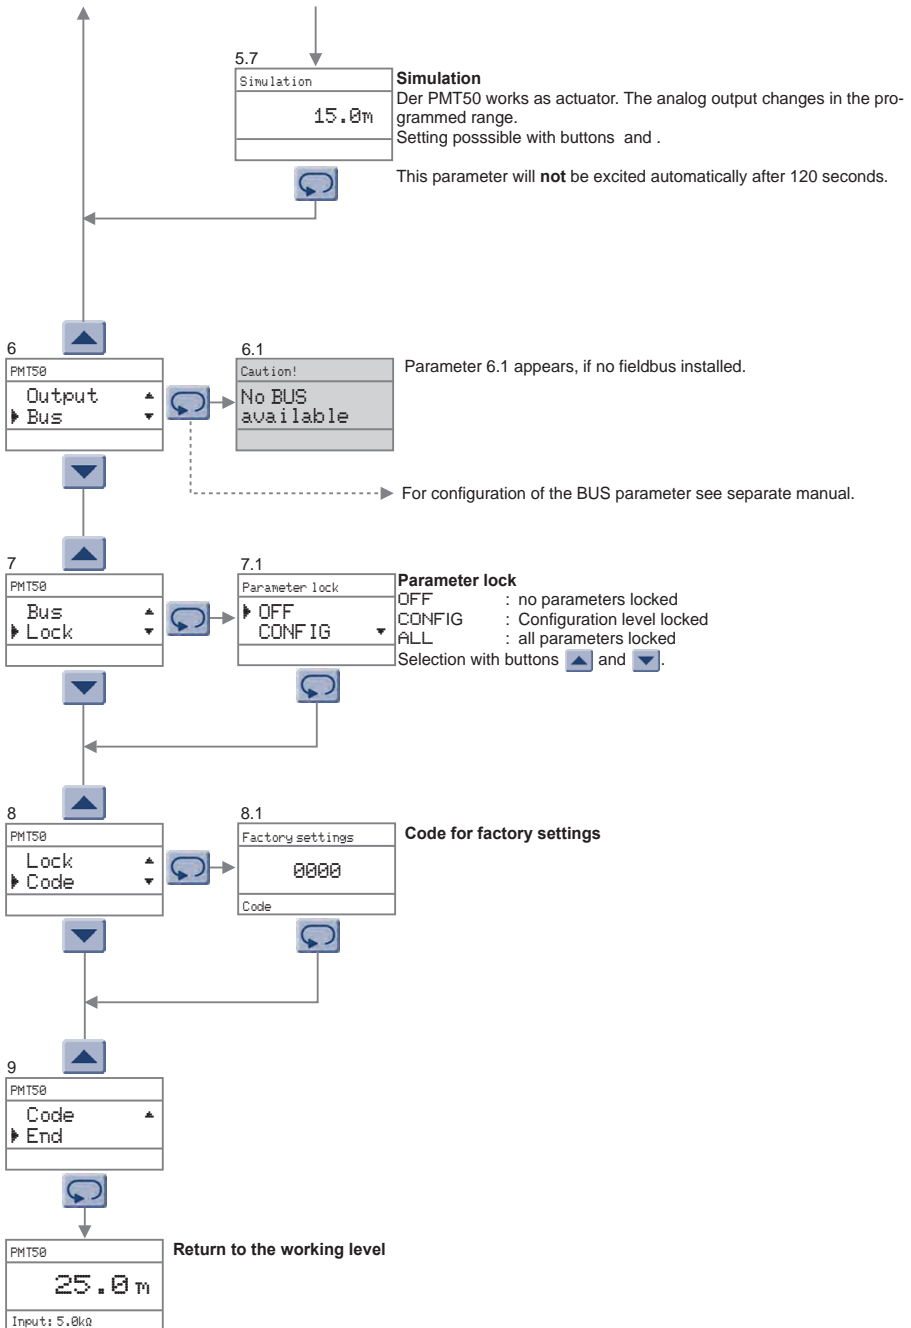 5.7
Simulation
15.0m
Simulation
Der PMT50 works as actuator. The analog output changes in the pro-
grammed range.
Setting posssible with buttons and .
This parameter will not be excited automatically after 120 seconds.
6
PMT50
Output
Bus
6.1
Caution!
No BUS
available
Parameter 6.1 appears, if no fieldbus installed.
For configuration of the BUS parameter see separate manual.
7
PMT50
Bus
Lock
7.1
Parameter lock
OFF
CONFIG
Parameter lock
OFF : no parameters locked
CONFIG : Configuration level locked
ALL : all parameters locked
Selection with buttons and .
8
PMT50
Lock
Code
8.1
Factory settings
0000
Code
Code for factory settings
9
PMT50
Code
End
PMT50
25.0 m
Input: 5.0kΩ
Return to the working level